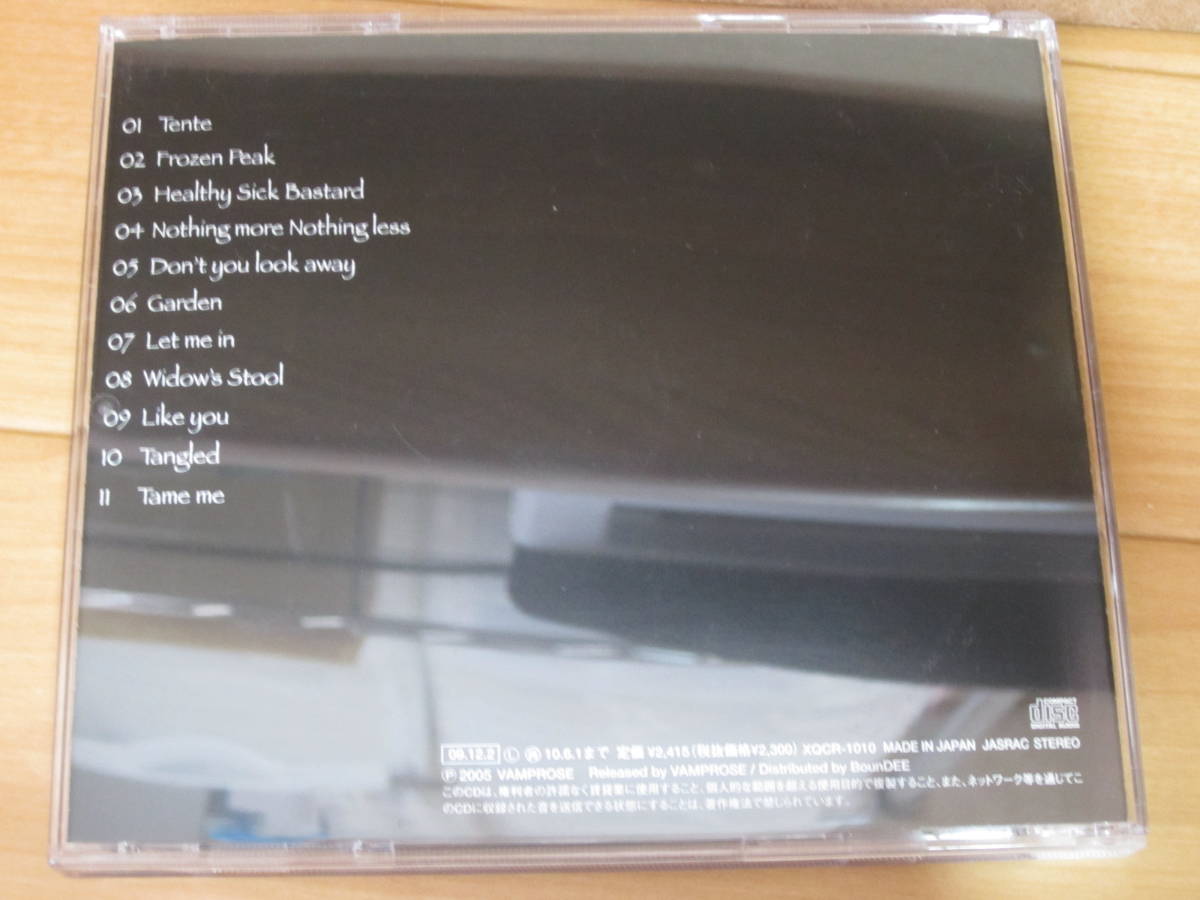 01 Tente
02 Frozen Peak
03 Healthy Sick Bastard
04 Nothing more Nothing less
05 Don't you look away
06 Garden
07 Let me in
08 Widow's Stool
09 Like you
10 Tangled
11 Tame me
COMPACT
disc
DIGITAL AUDIO
09.12.2 Ⓛ Ⓡ 10.6.1まで 定価¥2,415(税抜価格¥2,300) XQCR-1010 MADE IN JAPAN JASRAC STEREO
Ⓟ 2005 VAMPROSE Released by VAMPROSE / Distributed by BounDEE
このCDは、権利者の許諾なく賃貸業に使用すること、個人的な範囲を超える使用目的で複製すること、また、ネットワーク等を通じてこ
のCDに収録された音を送信できる状態にすることは、著作権法で禁じられています。